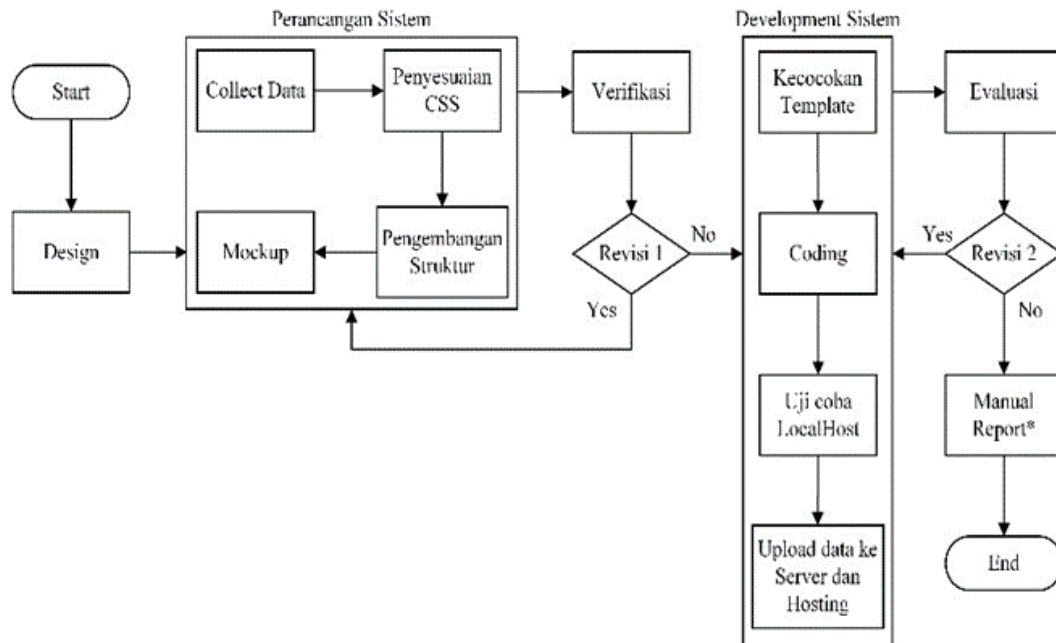 Perancangan Sistem
Development Sistem
Start
Collect Data
Penyesuaian
CSS
Verifikasi
Kecocokan
Template
Evaluasi
Design
Mockup
Pengembangan
Struktur
Revisi 1
No
Yes
Coding
Yes
Revisi 2
No
Uji coba
LocalHost
Manual
Report*
Upload data ke
Server dan
Hosting
End